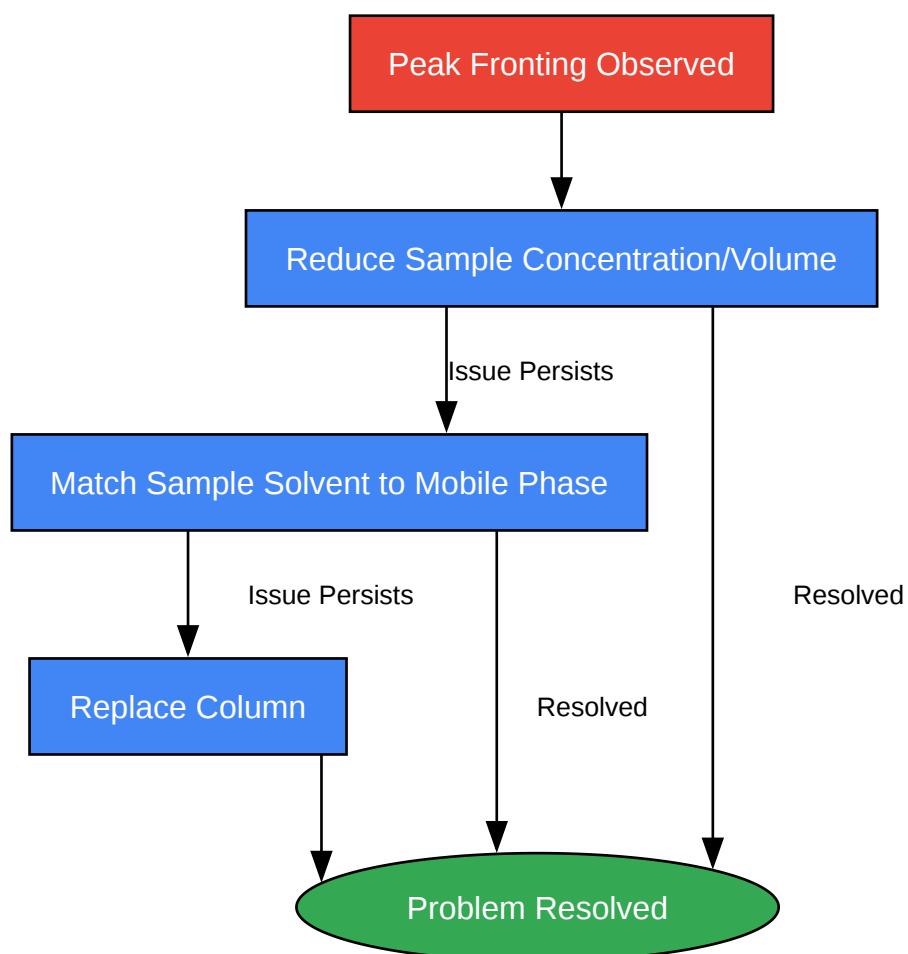 Peak Fronting Observed
Reduce Sample Concentration/Volume
Issue Persists
Match Sample Solvent to Mobile Phase
Issue Persists
Resolved
Replace Column
Resolved
Problem Resolved